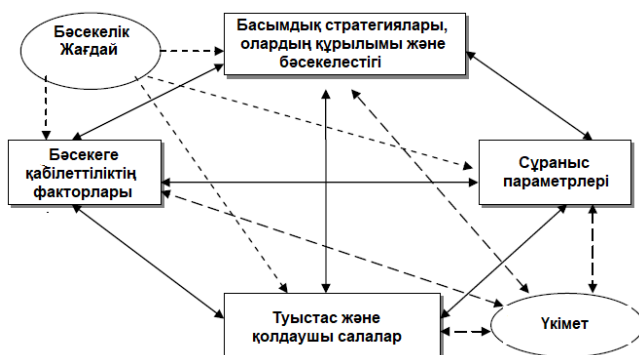 Бәсекелік
Жағдай
Басымдық стратегиялары,
олардың құрылымы және
бәсекелестігі
Бәсекеге
қабілеттіліктің
факторлары
Сұраныс
параметрлері
Туыстас және
қолдаушы салалар
Үкімет